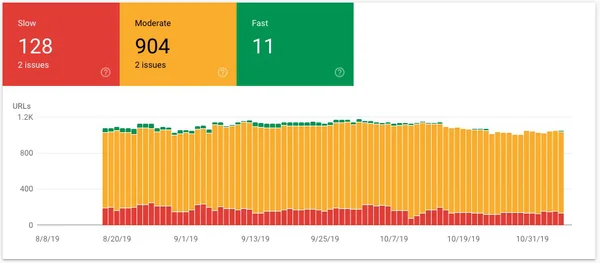 Slow
Moderate
Fast
128
904
11
2 issues
2 issues
URLs
1.2K
800
400
0
8/8/19
8/20/19
9/1/19
9/13/19
9/25/19
10/7/19
10/19/19
10/31/19